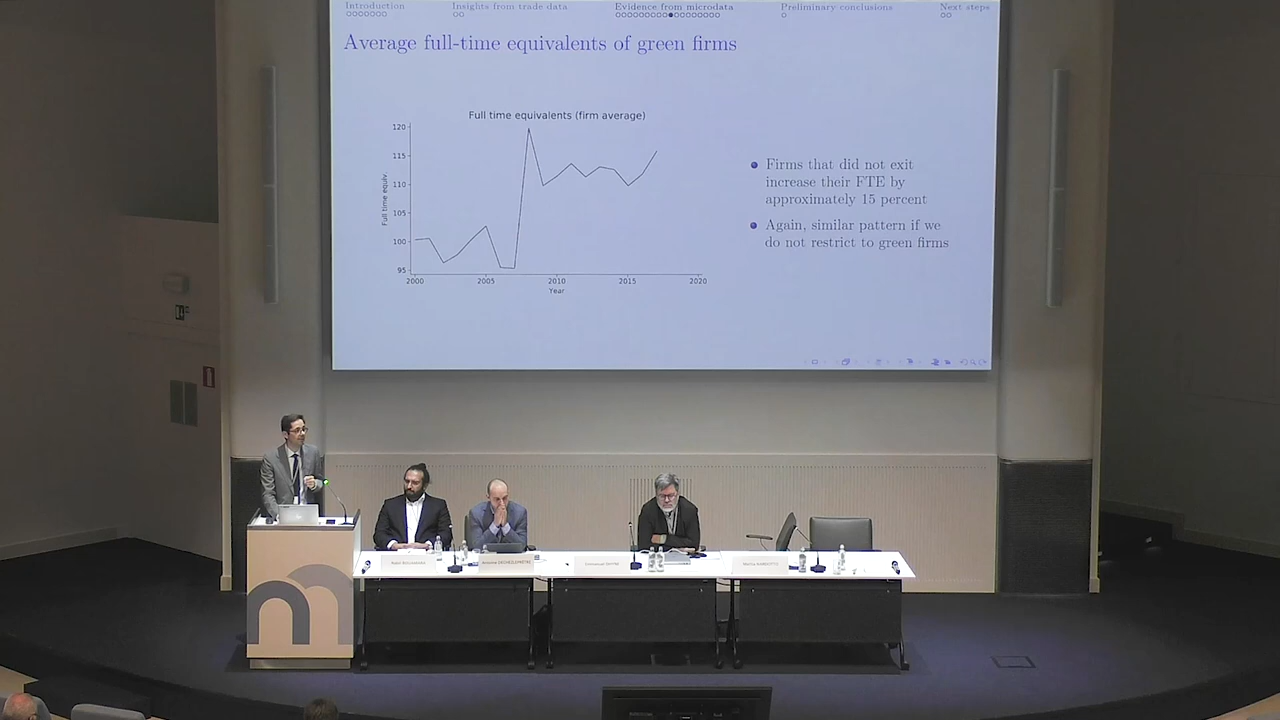 Introduction
Insights from trade data
Evidence from microdata
Preliminary conclusions
Next steps
Average full-time equivalents of green firms
Full time equivalents (firm average)
Full time equiv.
120
115
110
105
100
95
2000
2005
2010
2015
2020
Year
Firms that did not exit
increase their FTE by
approximately 15 percent
Again, similar pattern if we
do not restrict to green firms